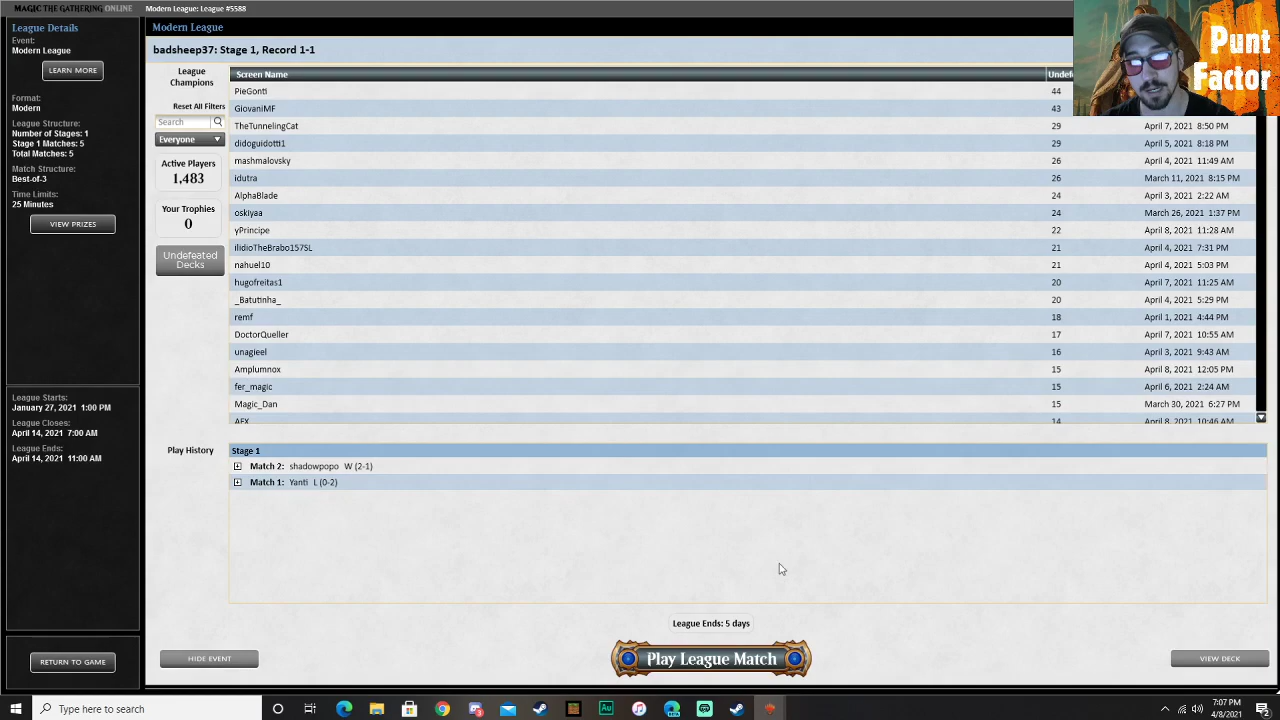 MAGIC THE GATHERING ONLINE
Modern League: League #5588
League Details
Event:
Modern League
LEARN MORE
Format:
Modern
League Structure:
Number of Stages: 1
Stage 1 Matches: 5
Total Matches: 5
Match Structure:
Best-of-3
Time Limits:
25 Minutes
VIEW PRIZES
League Starts:
January 27, 2021 1:00 PM
League Closes:
April 14, 2021 7:00 AM
League Ends:
April 14, 2021 11:00 AM
RETURN TO GAME
Modern League
badsheep37: Stage 1, Record 1-1
League
Champions
Reset All Filters
Search
Everyone
Active Players
1,483
Your Trophies
0
Undefeated
Decks
Screen Name Undef
PieGonti 44
GiovaniMF 43
TheTunnelingCat 29 April 7, 2021 8:50 PM
didoguidotti1 29 April 5, 2021 8:18 PM
mashmalovsky 26 April 4, 2021 11:49 AM
idutra 26 March 11, 2021 8:15 PM
AlphaBlade 24 April 3, 2021 2:22 AM
oskiyaa 24 March 26, 2021 1:37 PM
yPrincipe 22 April 8, 2021 11:28 AM
ilidioTheBrabo157SL 21 April 4, 2021 7:31 PM
nahuel10 21 April 4, 2021 5:03 PM
hugofreitas1 20 April 7, 2021 11:25 AM
_Batutinha_ 20 April 4, 2021 5:29 PM
remf 18 April 1, 2021 4:44 PM
DoctorQueller 17 April 7, 2021 10:55 AM
unagieel 16 April 3, 2021 9:43 AM
Amplumnox 15 April 8, 2021 12:05 PM
fer_magic 15 April 6, 2021 2:24 AM
Magic_Dan 15 March 30, 2021 6:27 PM
AFX 14 April 8, 2021 10:46 AM
Punt
Factor
Play History
Stage 1
Match 2: shadowpopo W (2-1)
Match 1: Yanti L (0-2)
League Ends: 5 days
HIDE EVENT
Play League Match
VIEW DECK
Type here to search
7:07 PM
4/8/2021
2